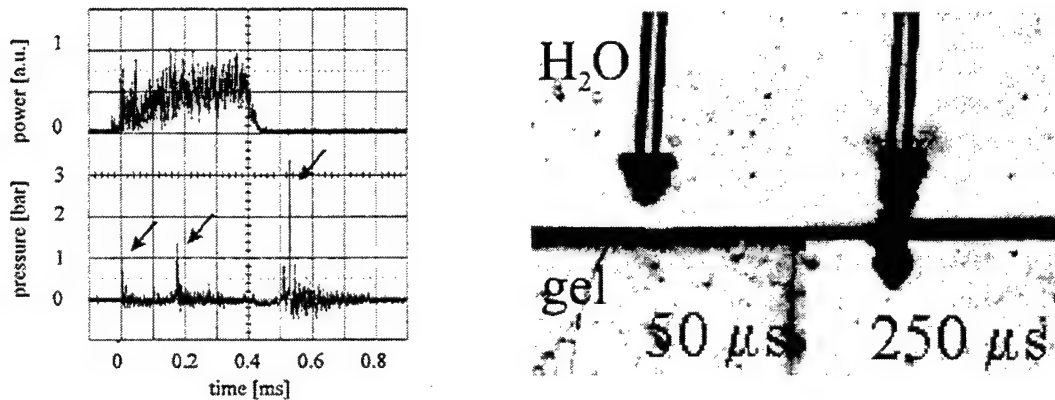 power [a.u.]
1
0
pressure [bar]
3
2
1
0
0
0.2
0.4
0.6
0.8
time [ms]
H₂O
gel
50 μs
250 μs